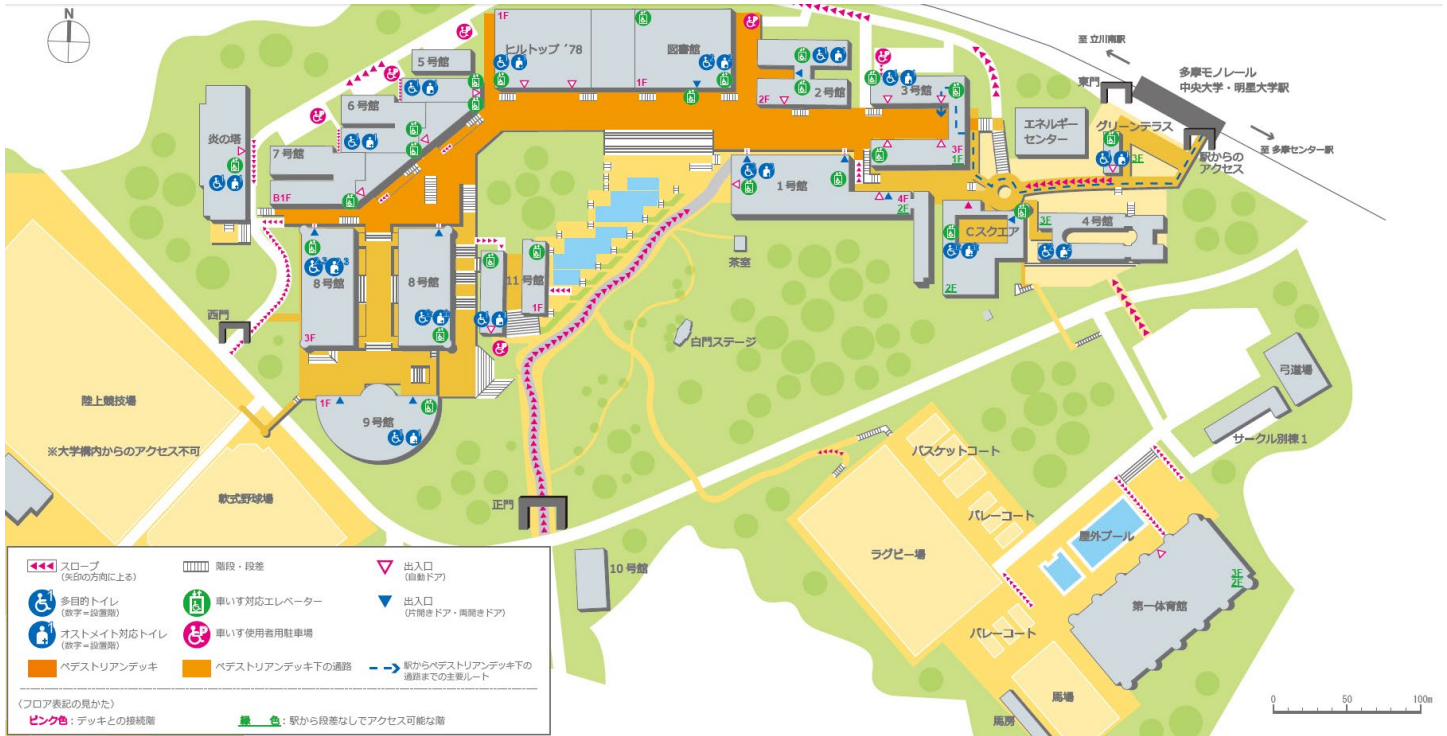 N
至 立川南駅
多摩モノレール
中央大学・明星大学駅
東門
至 多摩センター駅
駅からの
アクセス
グリーンテラス
3F
エネルギー
センター
1F
ヒルトップ '78
図書館
1F
2号館
2F
3号館
3F
1F
5号館
6号館
7号館
B1F
炎の塔
1号館
4F
2F
Cスクエア
2F
3F
4号館
茶室
8号館
3F
8号館
11号館
1F
白門ステージ
西門
1F
9号館
陸上競技場
※大学構内からのアクセス不可
軟式野球場
正門
10号館
弓道場
サークル別棟1
バスケットコート
バレーコート
ラグビー場
屋外プール
3F
2F
第一体育館
バレーコート
馬場
馬房
0 50 100m
スロープ
(矢印の方向に上る)
階段・段差
出入口
(自動ドア)
多目的トイレ
(数字=設置階)
車いす対応エレベーター
出入口
(片開きドア・両開きドア)
オストメイト対応トイレ
(数字=設置階)
車いす使用者用駐車場
ペデストリアンデッキ
ペデストリアンデッキ下の通路
駅からペデストリアンデッキ下の
通路までの主要ルート
〈フロア表記の見かた〉
ピンク色:デッキとの接続階
緑 色:駅から段差なしでアクセス可能な階